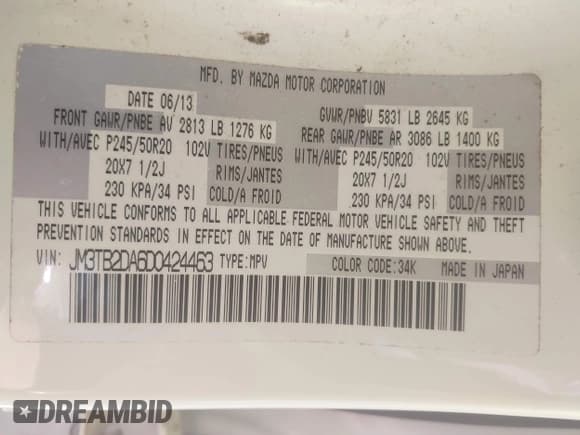 MFD. BY MAZDA MOTOR CORPORATION
DATE 06/13
GVWR/PNBV 5831 LB 2645 KG
FRONT GAWR/PNBE AV 2813 LB 1276 KG
REAR GAWR/PNBE AR 3086 LB 1400 KG
WITH/AVEC P245/50R20 102V TIRES/PNEUS WITH/AVEC P245/50R20 102V TIRES/PNEUS
20X7 1/2J RIMS/JANTES 20X7 1/2J RIMS/JANTES
230 KPA/34 PSI COLD/A FROID 230 KPA/34 PSI COLD/A FROID
THIS VEHICLE CONFORMS TO ALL APPLICABLE FEDERAL MOTOR VEHICLE SAFETY AND THEFT
PREVENTION STANDARDS IN EFFECT ON THE DATE OF MANUFACTURE SHOWN ABOVE.
VIN: JM3TB2DA6D0424463 TYPE:MPV COLOR CODE:34K MADE IN JAPAN
DREAMBID